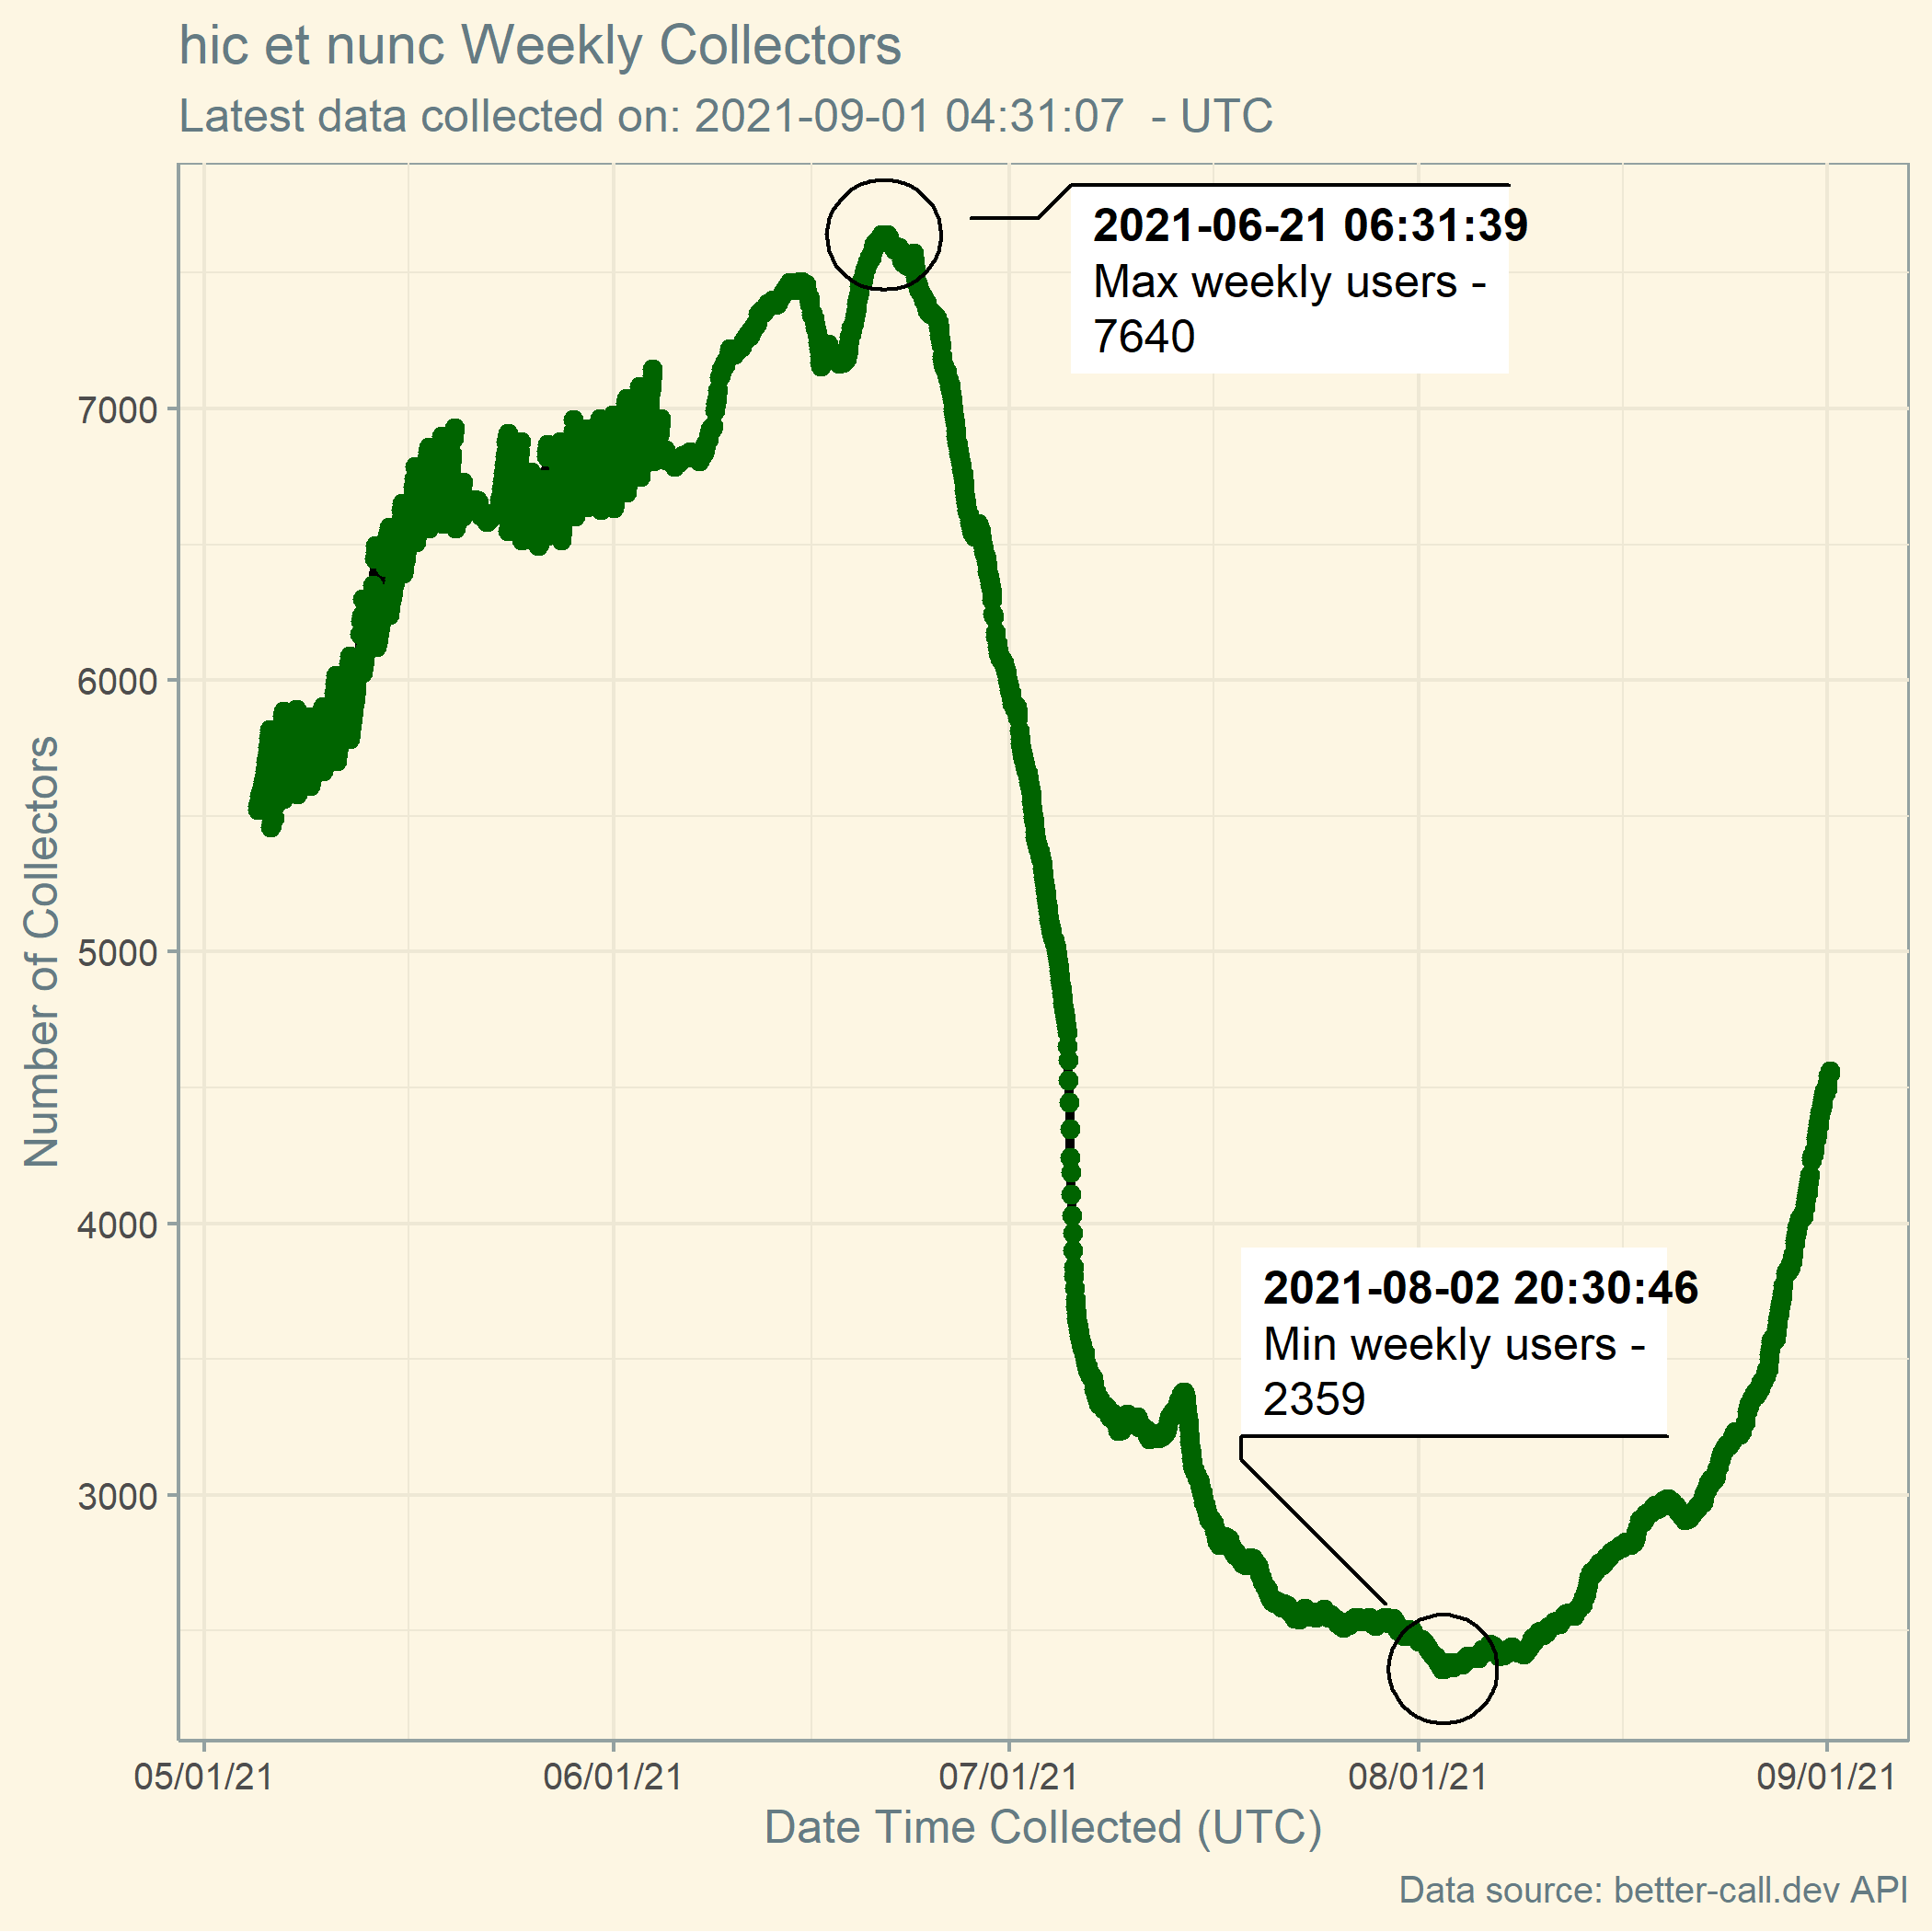 hic et nunc Weekly Collectors
Latest data collected on: 2021-09-01 04:31:07  - UTC
2021-06-21 06:31:39
Max weekly users -
7640
7000
6000
5000
4000
3000
Number of Collectors
2021-08-02 20:30:46
Min weekly users -
2359
05/01/21
06/01/21
07/01/21
08/01/21
09/01/21
Date Time Collected (UTC)
Data source: better-call.dev API